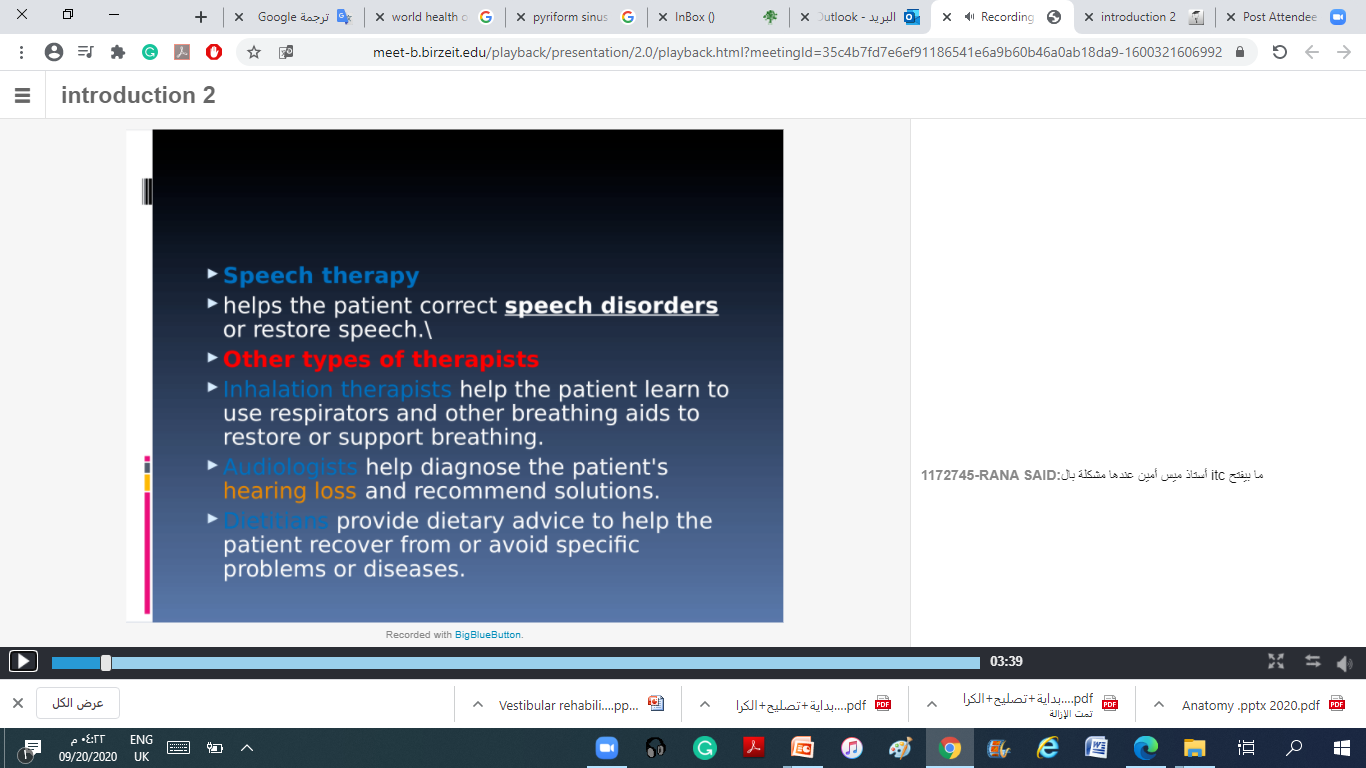 ترجمة Google
world health o
pyriform sinus
InBox ()
البريد - Outlook
Recording
introduction 2
Post Attendee
meet-b.birzeit.edu/playback/presentation/2.0/playback.html?meetingId=35c4b7fd7e6ef91186541e6a9b60b46a0ab18da9-1600321606992
introduction 2
Speech therapy
helps the patient correct speech disorders
or restore speech.\
Other types of therapists
Inhalation therapists help the patient learn to
use respirators and other breathing aids to
restore or support breathing.
Audiologists help diagnose the patient's
hearing loss and recommend solutions.
Dietitians provide dietary advice to help the
patient recover from or avoid specific
problems or diseases.
1172745-RANA SAID:أستاذ ميس أمين عندها مشكلة بال itc ما بيفتح
Recorded with BigBlueButton.
03:39
عرض الكل
Vestibular rehabili....pp...
بداية+تصليح+الكرا....pdf
بداية+تصليح+الكرا....pdf
تمت الإزالة
Anatomy .pptx 2020.pdf
٠٤:٢٢ م
09/20/2020
ENG
UK